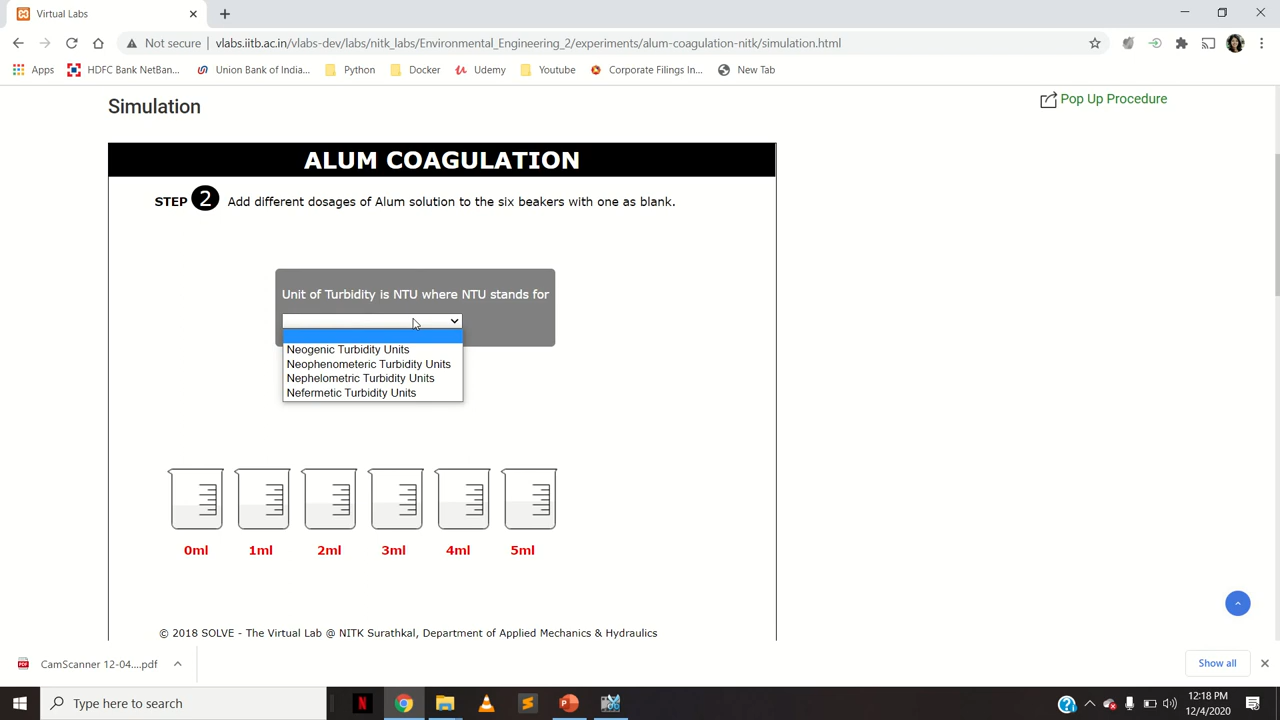 Virtual Labs
Not secure | vlabs.iitb.ac.in/vlabs-dev/labs/nitk_labs/Environmental_Engineering_2/experiments/alum-coagulation-nitk/simulation.html
Apps HDFC Bank NetBan... Union Bank of India... Python Docker Udemy Youtube Corporate Filings In... New Tab
Simulation
Pop Up Procedure
ALUM COAGULATION
STEP 2 Add different dosages of Alum solution to the six beakers with one as blank.
Unit of Turbidity is NTU where NTU stands for
Neogenic Turbidity Units
Neophenometeric Turbidity Units
Nephelometric Turbidity Units
Nefermetic Turbidity Units
0ml 1ml 2ml 3ml 4ml 5ml
© 2018 SOLVE - The Virtual Lab @ NITK Surathkal, Department of Applied Mechanics & Hydraulics
CamScanner 12-04....pdf
Show all
Type here to search
12:18 PM
12/4/2020